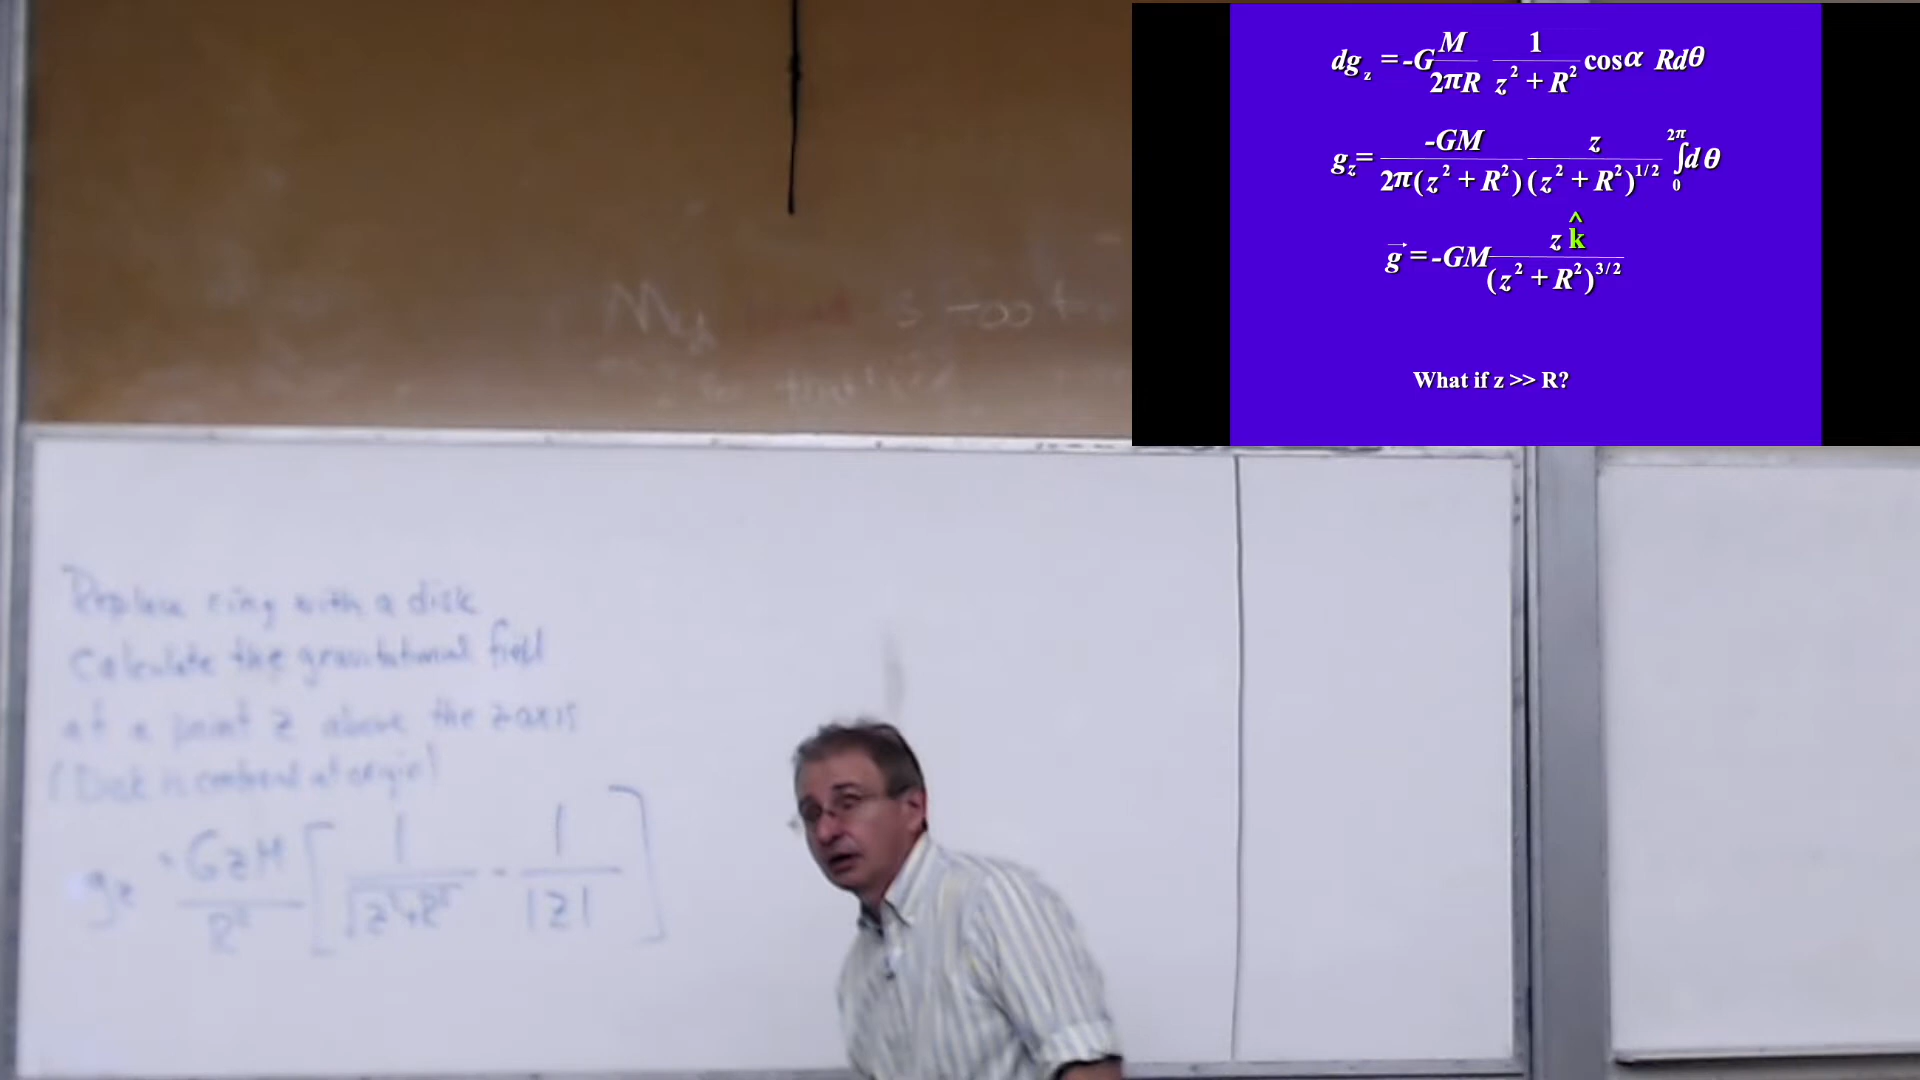 dg_z = -G M/2πR 1/z² + R² cosα Rdθ
g_z = -GM/2π(z² + R²) z/(z² + R²)^1/2 ∫₀^2π dθ
g⃗ = -GM z k̂/(z² + R²)^3/2
What if z >> R?
Replace ring with a disk
Calculate the gravitational field
at a point z above the z axis
(Disk is centred at origin)
g_z GzM/R² [ 1/√z²+R² - 1/|z| ]